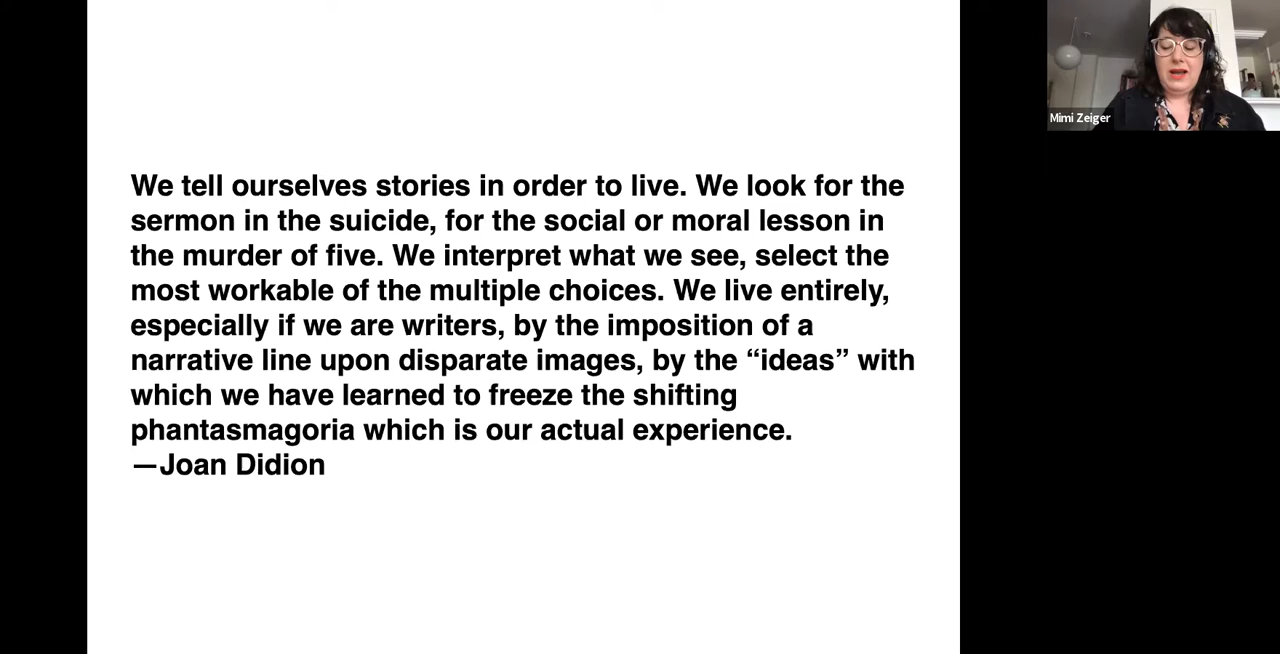 We tell ourselves stories in order to live. We look for the
sermon in the suicide, for the social or moral lesson in
the murder of five. We interpret what we see, select the
most workable of the multiple choices. We live entirely,
especially if we are writers, by the imposition of a
narrative line upon disparate images, by the “ideas” with
which we have learned to freeze the shifting
phantasmagoria which is our actual experience.
—Joan Didion
Mimi Zeiger